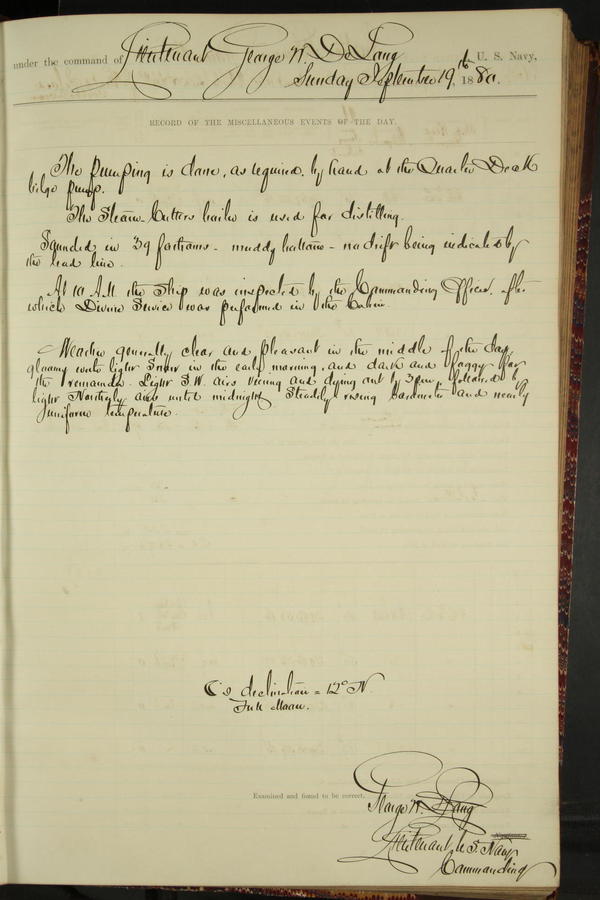 under the command of Lieutenant George W. De Long U. S. Navy,
Sunday September 19th, 1880.
RECORD OF THE MISCELLANEOUS EVENTS OF THE DAY.
The pumping is done, as required, by hand at the Quarter Deck
bilge pump.
The Steam-Cutters boiler is used for distilling.
Sounded in 39 fathoms - muddy bottom - no drift being indicated by
the lead line.
At 10 A.M. the ship was inspected by the Commanding Officer, after
which Divine Service was performed in the Cabin.
Weather generally clear and pleasant in the middle of the day,
gloomy with light snow in the early morning, and dark and foggy for
the remainder. Light S.W. airs veering and dying out by 3 p.m., followed by
light Northerly airs until midnight. Steadily rising barometer and nearly
uniform temperature.
☾'s declination = 12° N.
Full Moon.
Examined and found to be correct.
George W. De Long
Lieutenant U. S. Navy
Commanding